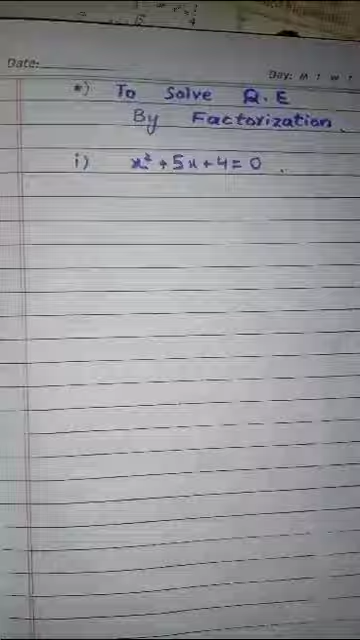 Date:
Day: M T W T
*) To Solve Q.E
By Factorization.
i) x² + 5x + 4 = 0 .